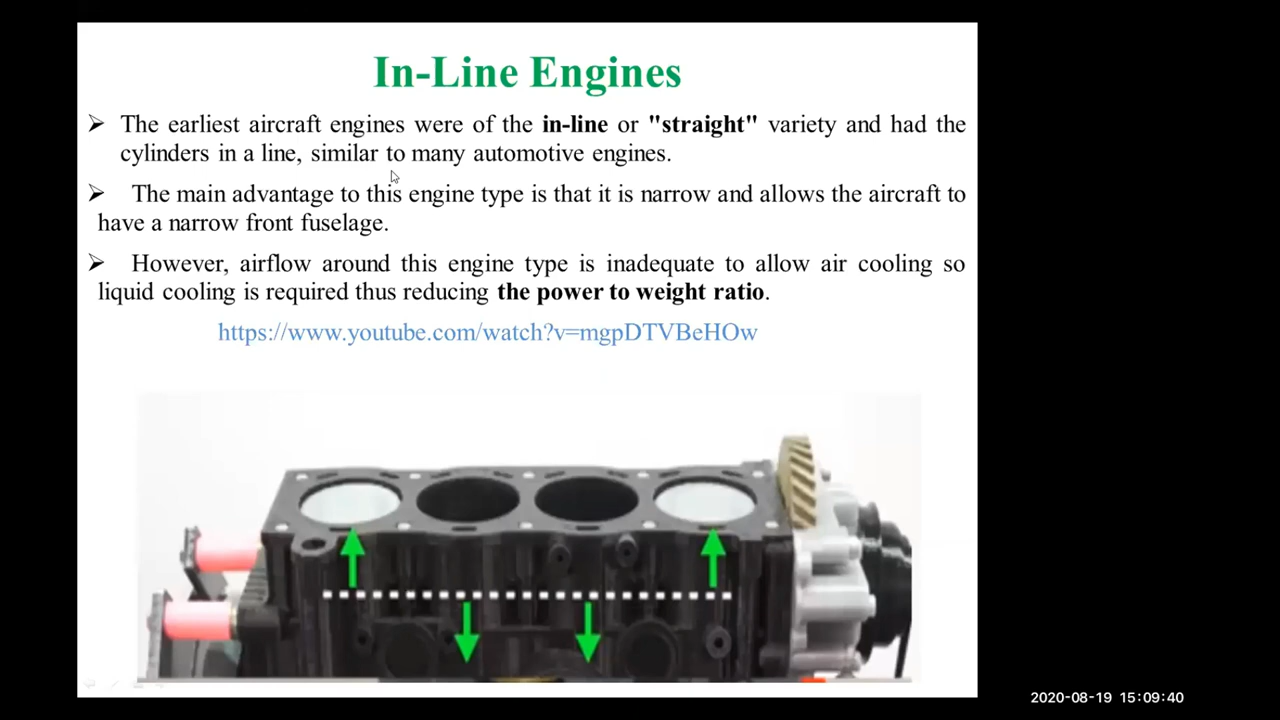 In-Line Engines
➢ The earliest aircraft engines were of the in-line or "straight" variety and had the
cylinders in a line, similar to many automotive engines.
➢ The main advantage to this engine type is that it is narrow and allows the aircraft to
have a narrow front fuselage.
➢ However, airflow around this engine type is inadequate to allow air cooling so
liquid cooling is required thus reducing the power to weight ratio.
https://www.youtube.com/watch?v=mgpDTVBeHOw
2020-08-19 15:09:40